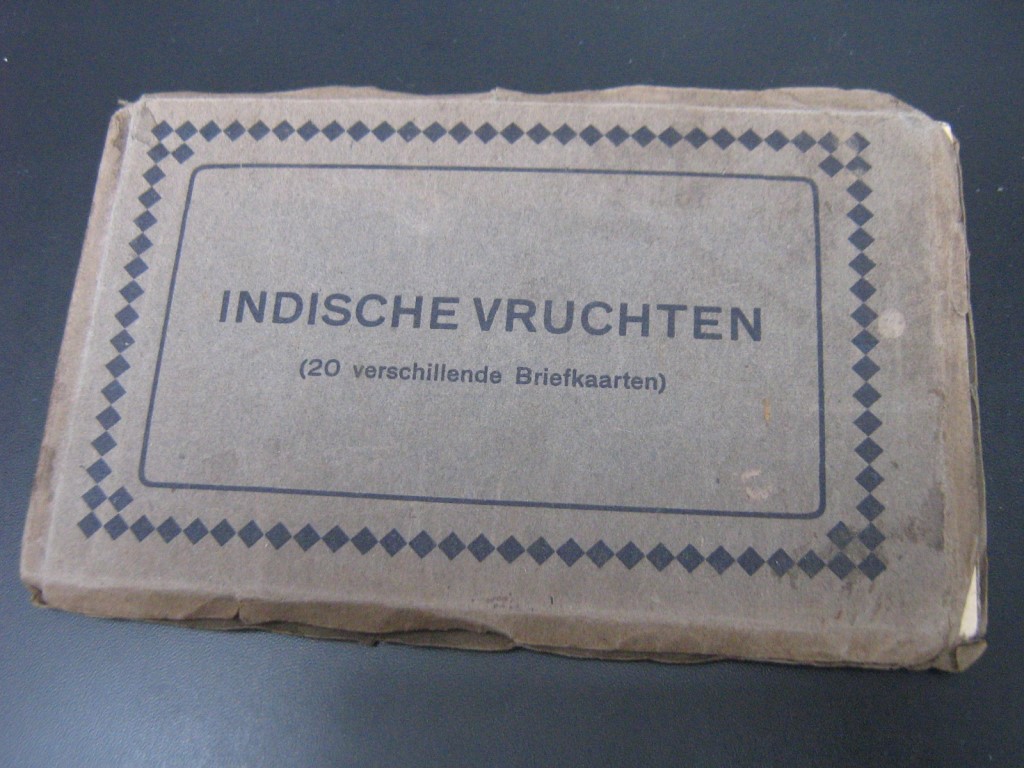 INDISCHE VRUCHTEN
(20 verschillende Briefkaarten)